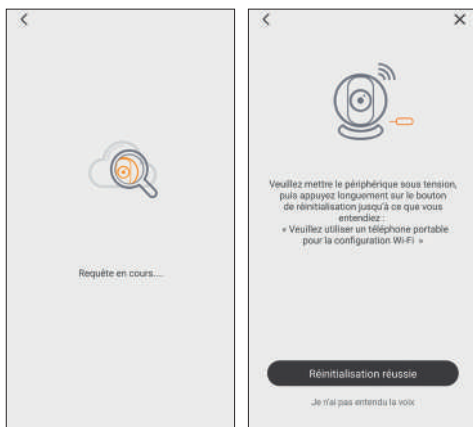 Requête en cours....
Veuillez mettre le périphérique sous tension,
puis appuyez longuement sur le bouton
de réinitialisation jusqu'à ce que vous
entendiez :
« Veuillez utiliser un téléphone portable
pour la configuration Wi-Fi »
Réinitialisation réussie
Je n'ai pas entendu la voix